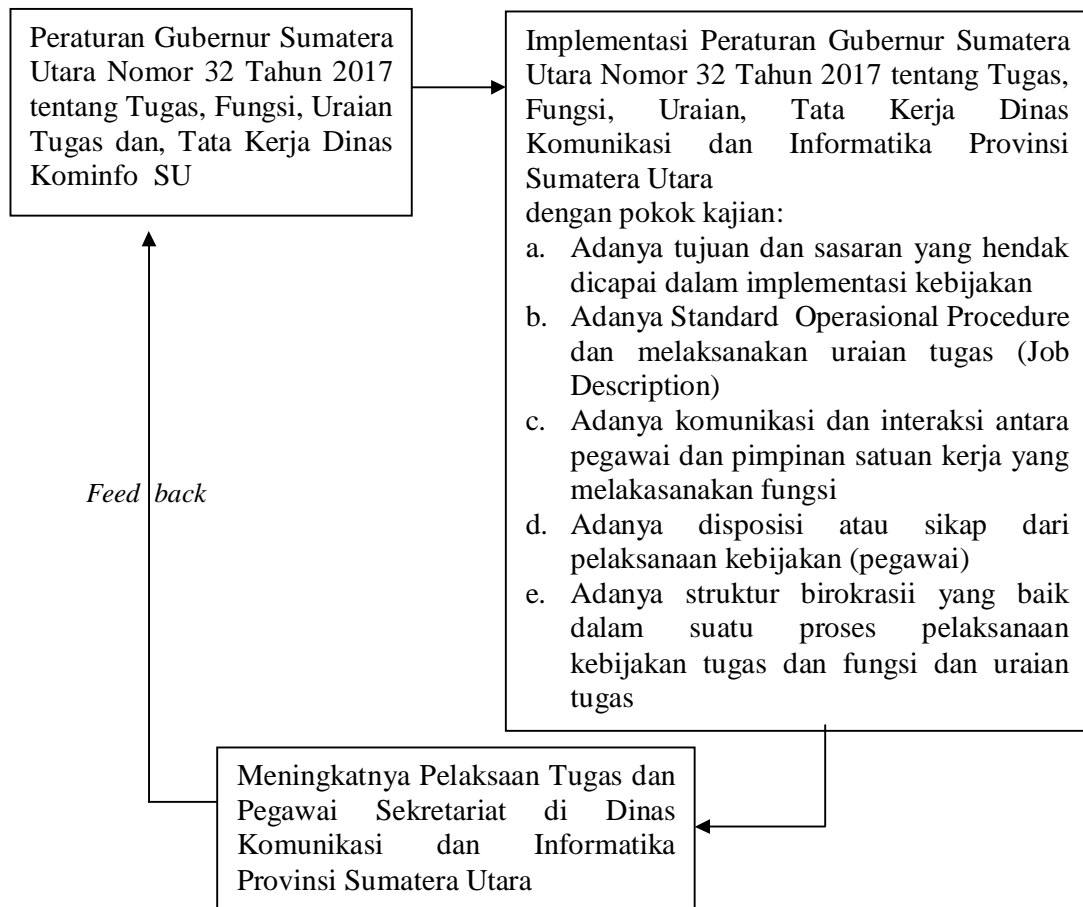 Peraturan Gubernur Sumatera
Utara Nomor 32 Tahun 2017
tentang Tugas, Fungsi, Uraian
Tugas dan, Tata Kerja Dinas
Kominfo SU
Implementasi Peraturan Gubernur Sumatera
Utara Nomor 32 Tahun 2017 tentang Tugas,
Fungsi, Uraian, Tata Kerja Dinas
Komunikasi dan Informatika Provinsi
Sumatera Utara
dengan pokok kajian:
a. Adanya tujuan dan sasaran yang hendak
dicapai dalam implementasi kebijakan
b. Adanya Standard Operasional Procedure
dan melaksanakan uraian tugas (Job
Description)
c. Adanya komunikasi dan interaksi antara
pegawai dan pimpinan satuan kerja yang
melakasanakan fungsi
d. Adanya disposisi atau sikap dari
pelaksanaan kebijakan (pegawai)
e. Adanya struktur birokrasii yang baik
dalam suatu proses pelaksanaan
kebijakan tugas dan fungsi dan uraian
tugas
Feed back
Meningkatnya Pelaksaan Tugas dan
Pegawai Sekretariat di Dinas
Komunikasi dan Informatika
Provinsi Sumatera Utara